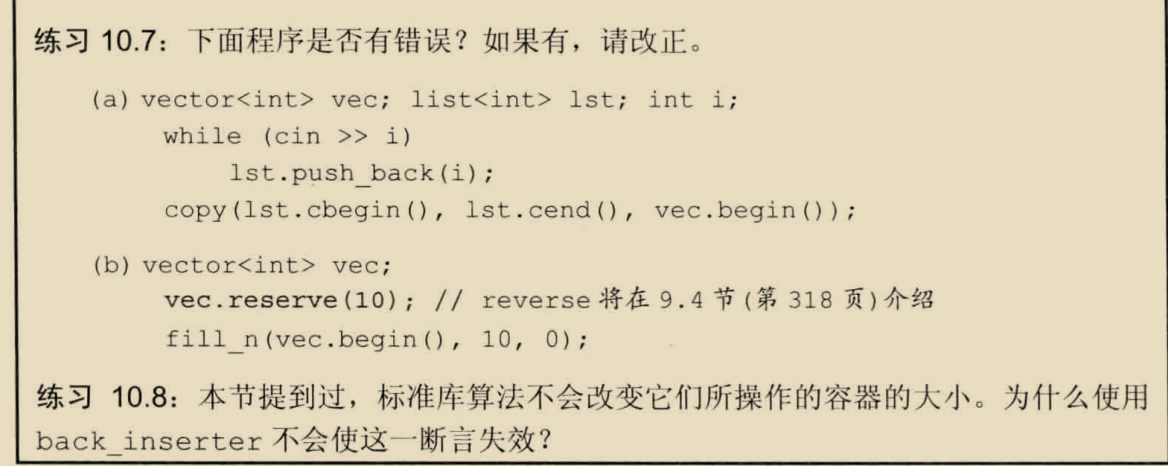 练习 10.7：下面程序是否有错误？如果有，请改正。
(a) vector<int> vec; list<int> lst; int i;
while (cin >> i)
lst.push_back(i);
copy(lst.cbegin(), lst.cend(), vec.begin());
(b) vector<int> vec;
vec.reserve(10); // reverse 将在 9.4 节(第 318 页)介绍
fill_n(vec.begin(), 10, 0);
练习 10.8：本节提到过，标准库算法不会改变它们所操作的容器的大小。为什么使用
back_inserter 不会使这一断言失效？